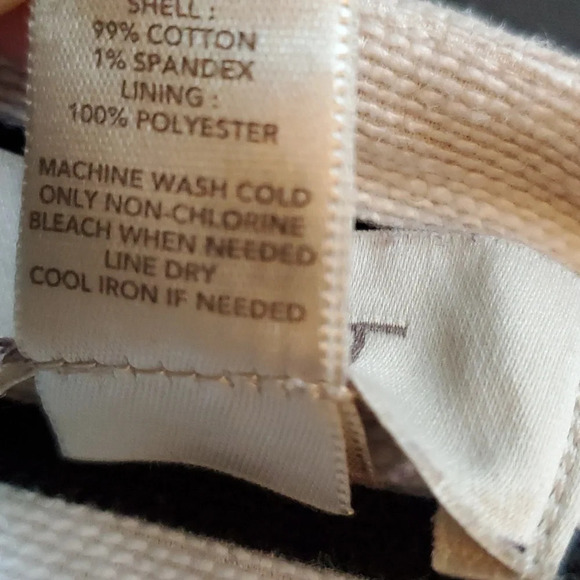 SHELL :
99% COTTON
1% SPANDEX
LINING :
100% POLYESTER
MACHINE WASH COLD
ONLY NON-CHLORINE
BLEACH WHEN NEEDED
LINE DRY
COOL IRON IF NEEDED